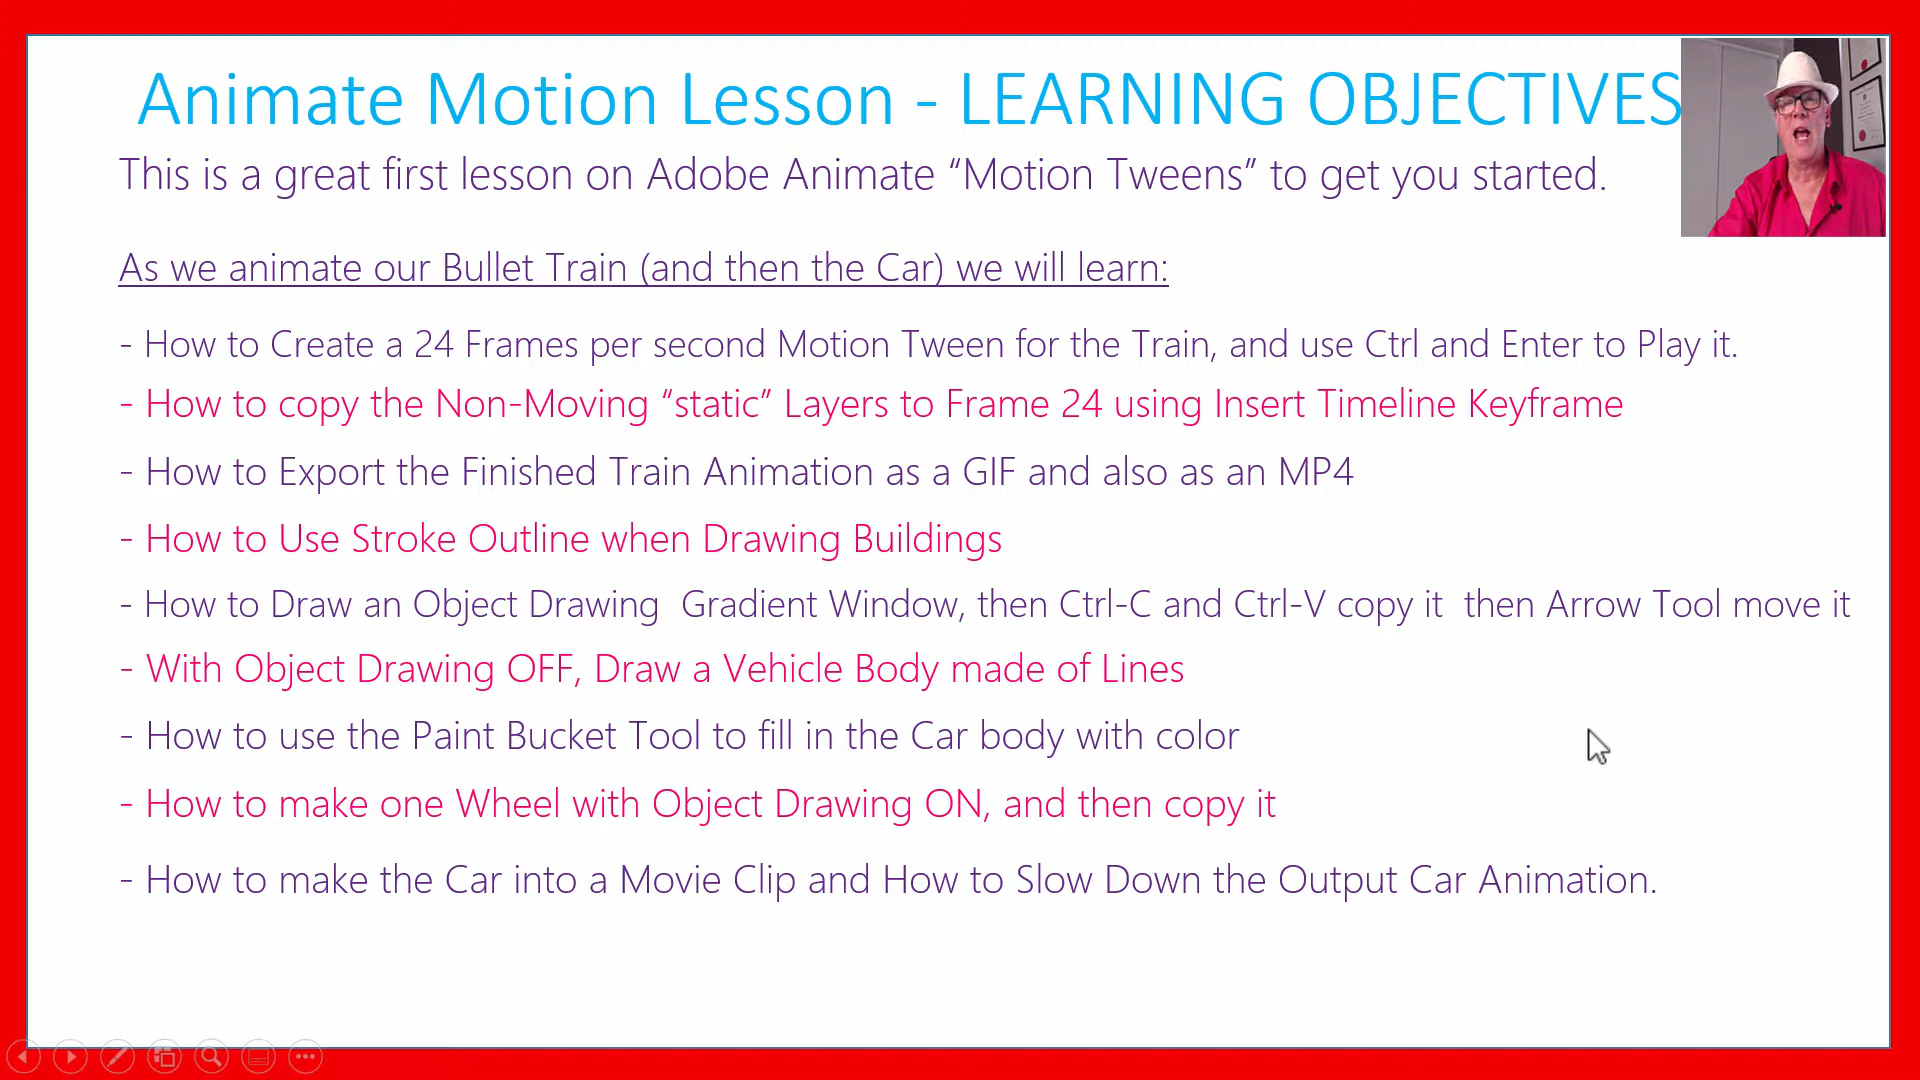 Animate Motion Lesson - LEARNING OBJECTIVES
This is a great first lesson on Adobe Animate “Motion Tweens” to get you started.
As we animate our Bullet Train (and then the Car) we will learn:
- How to Create a 24 Frames per second Motion Tween for the Train, and use Ctrl and Enter to Play it.
- How to copy the Non-Moving “static” Layers to Frame 24 using Insert Timeline Keyframe
- How to Export the Finished Train Animation as a GIF and also as an MP4
- How to Use Stroke Outline when Drawing Buildings
- How to Draw an Object Drawing  Gradient Window, then Ctrl-C and Ctrl-V copy it  then Arrow Tool move it
- With Object Drawing OFF, Draw a Vehicle Body made of Lines
- How to use the Paint Bucket Tool to fill in the Car body with color
- How to make one Wheel with Object Drawing ON, and then copy it
- How to make the Car into a Movie Clip and How to Slow Down the Output Car Animation.